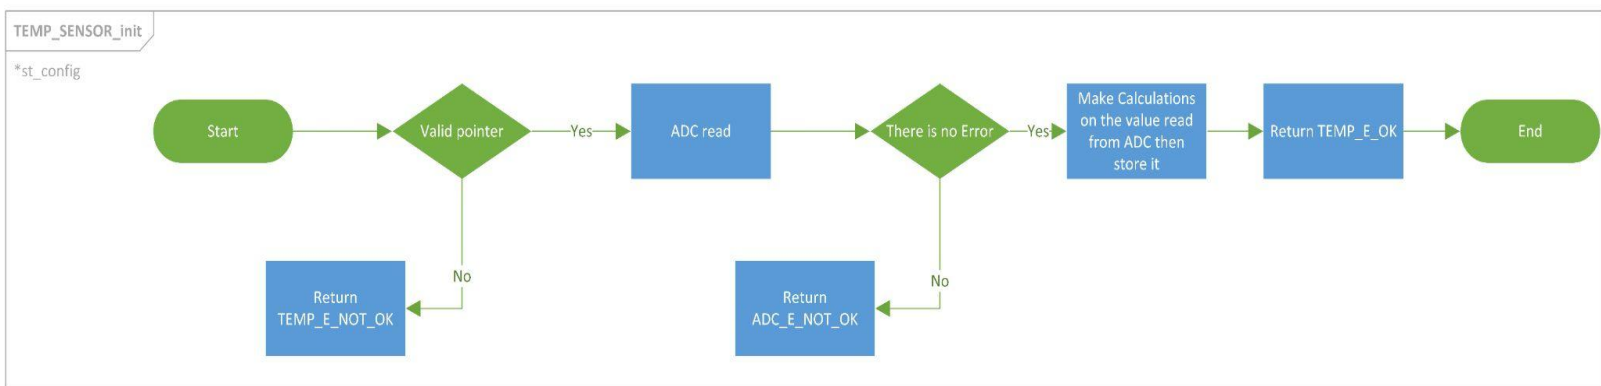 TEMP_SENSOR_init
*st_config
Start
Valid pointer
Yes
ADC read
There is no Error
Yes
Make Calculations
on the value read
from ADC then
store it
Return TEMP_E_OK
End
No
Return
TEMP_E_NOT_OK
No
Return
ADC_E_NOT_OK